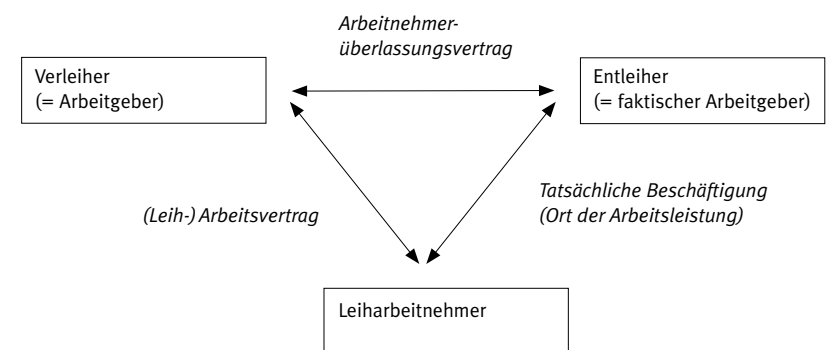 Arbeitnehmer-
überlassungsvertrag
Verleiher
(= Arbeitgeber)
Entleiher
(= faktischer Arbeitgeber)
(Leih-) Arbeitsvertrag
Tatsächliche Beschäftigung
(Ort der Arbeitsleistung)
Leiharbeitnehmer